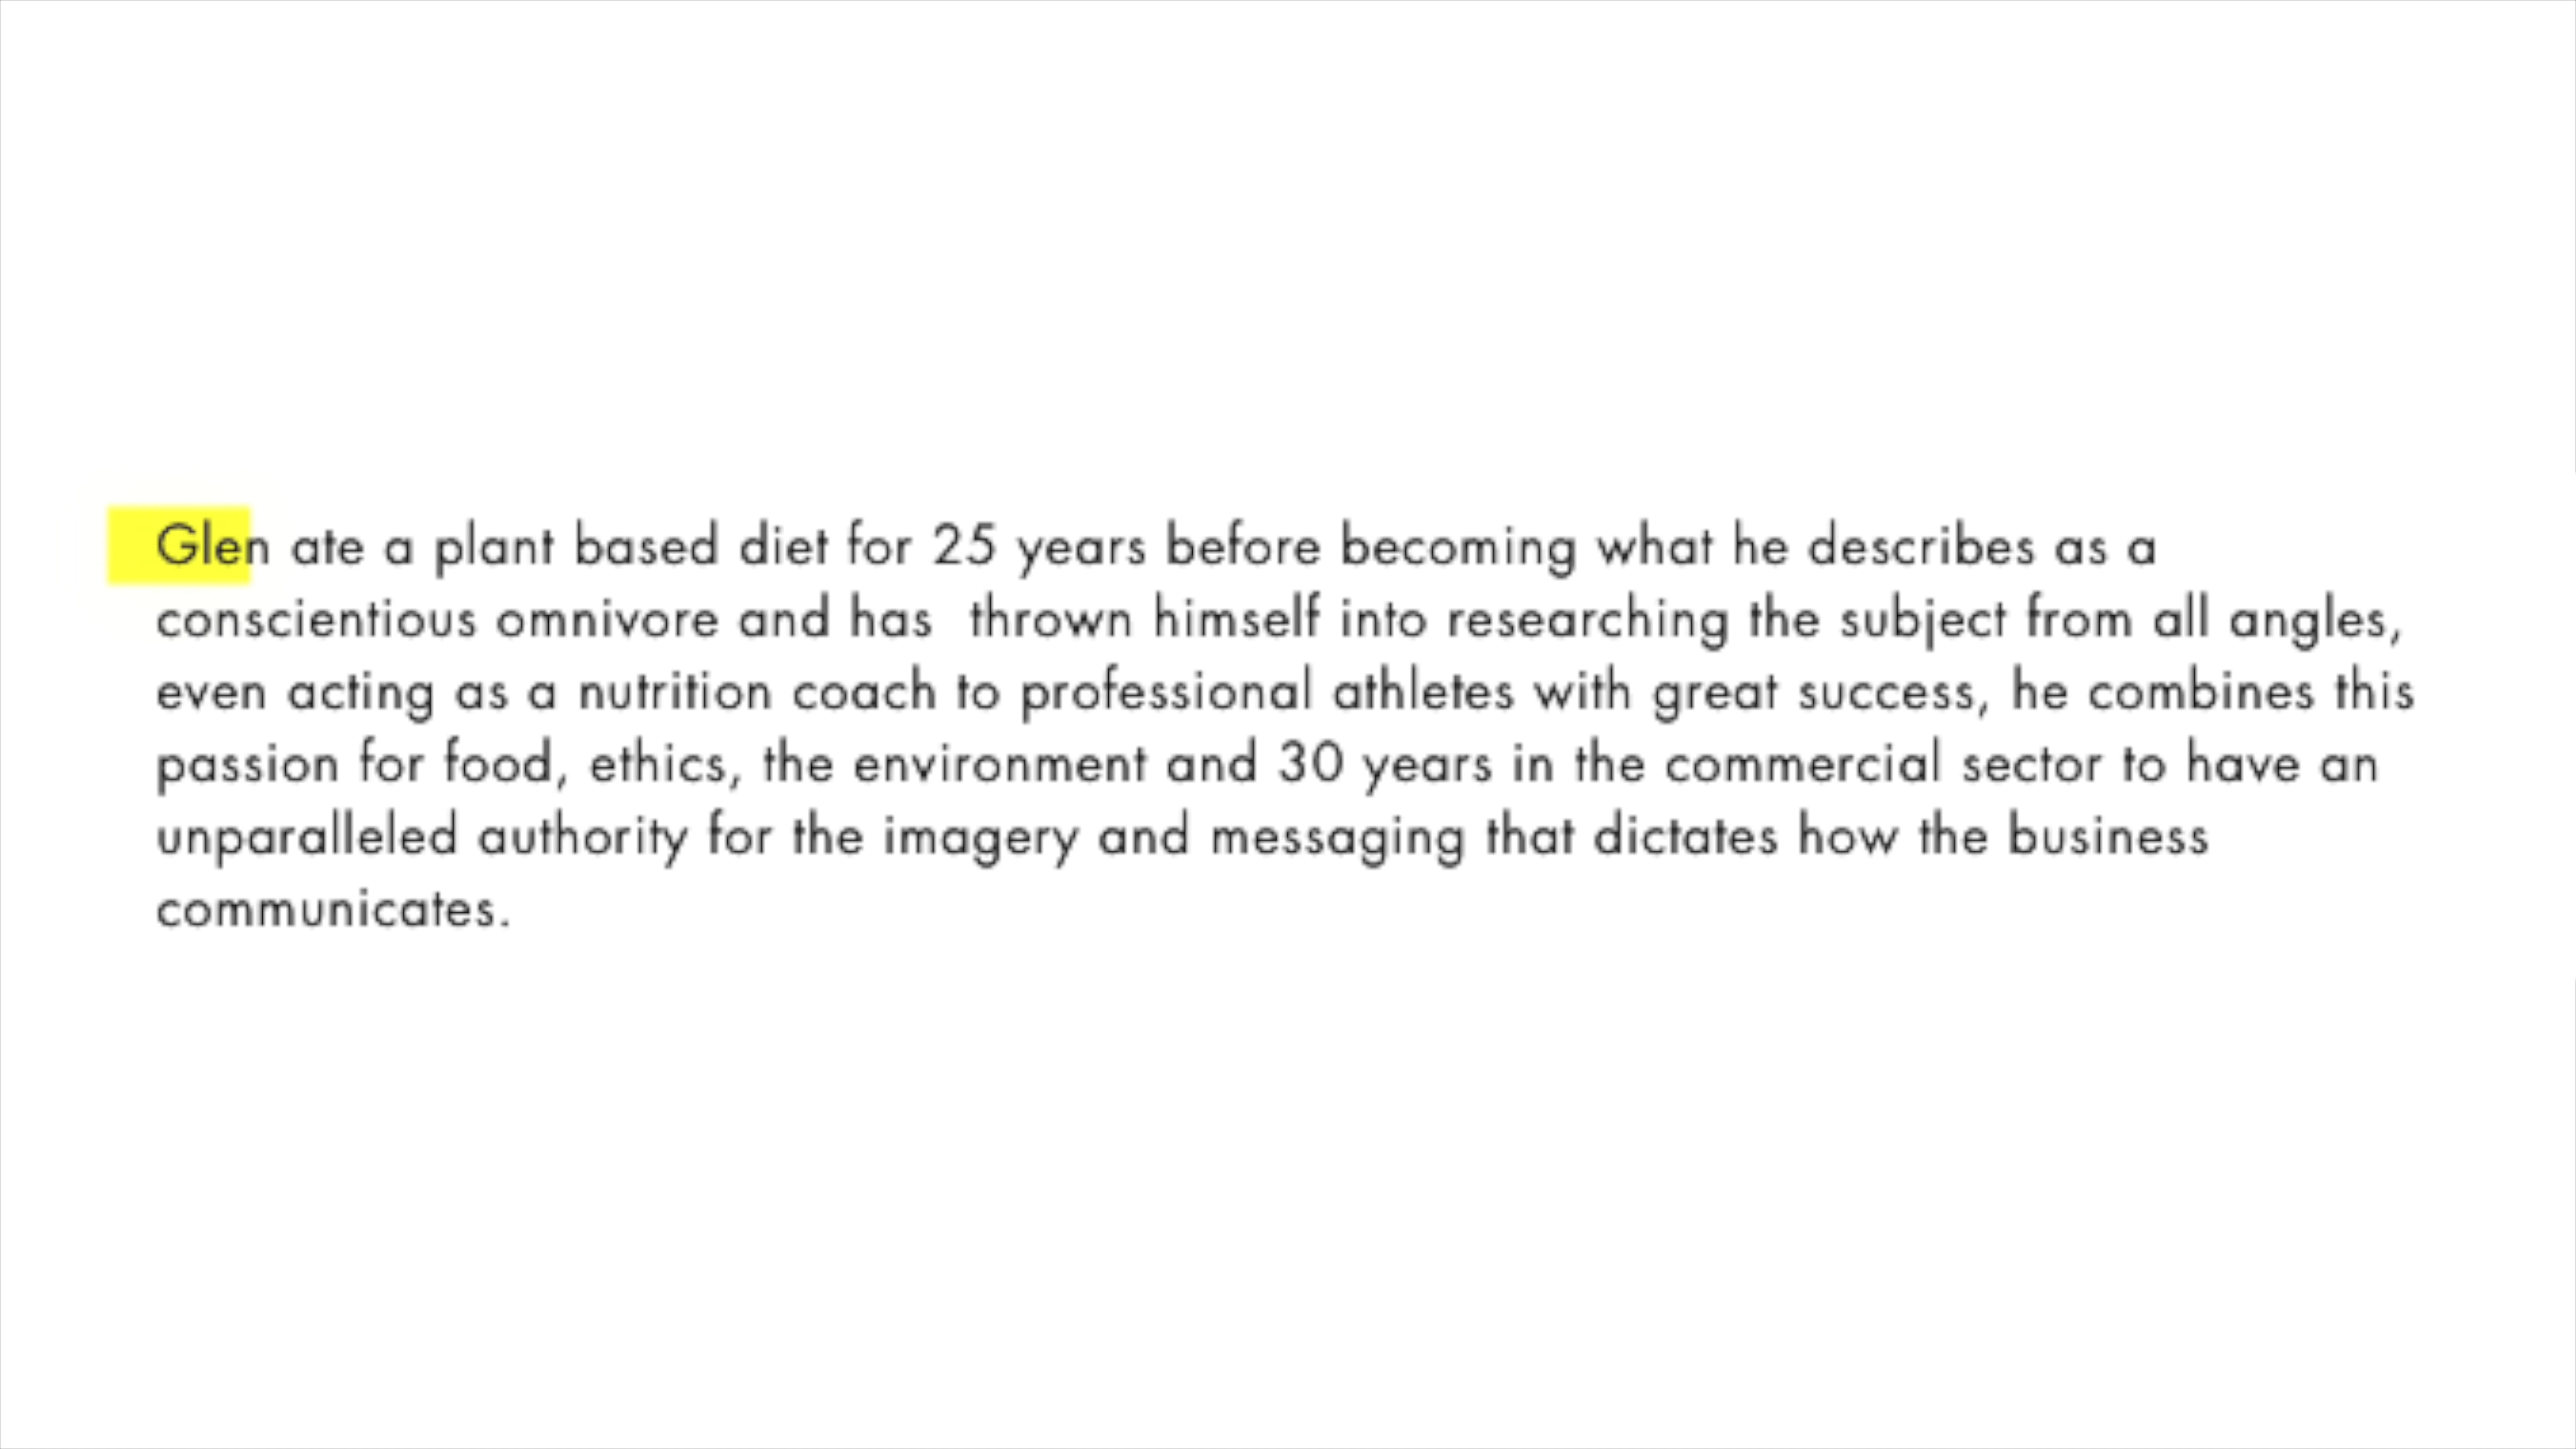 Glen ate a plant based diet for 25 years before becoming what he describes as a
conscientious omnivore and has  thrown himself into researching the subject from all angles,
even acting as a nutrition coach to professional athletes with great success, he combines this
passion for food, ethics, the environment and 30 years in the commercial sector to have an
unparalleled authority for the imagery and messaging that dictates how the business
communicates.